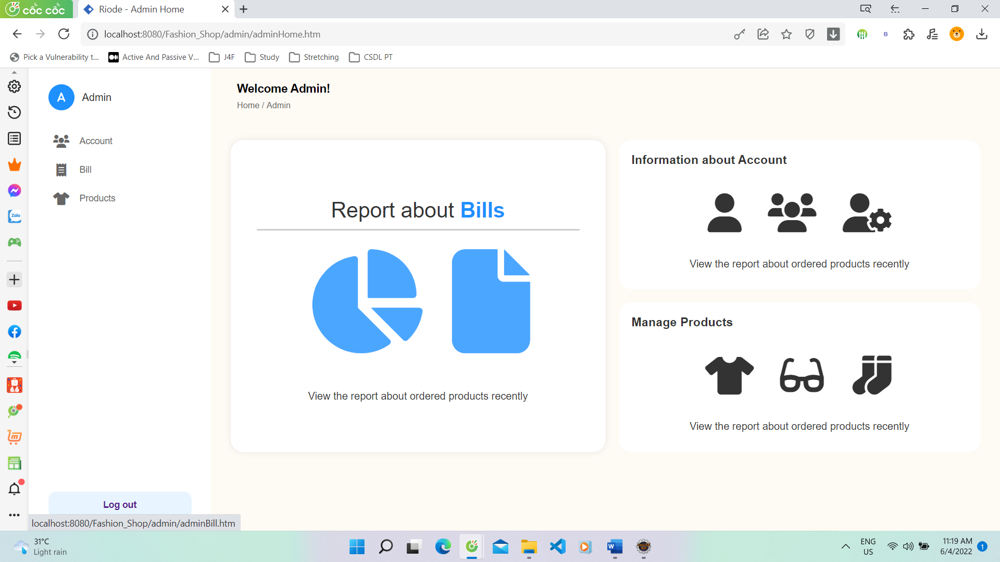 cốc cốc
Riode - Admin Home
localhost:8080/Fashion_Shop/admin/adminHome.htm
B
Pick a Vulnerability t...
Active And Passive V...
J4F
Study
Stretching
CSDL PT
A
Admin
Account
Bill
Products
Zalo
Log out
localhost:8080/Fashion_Shop/admin/adminBill.htm
Welcome Admin!
Home / Admin
Report about Bills
View the report about ordered products recently
Information about Account
View the report about ordered products recently
Manage Products
View the report about ordered products recently
31°C
Light rain
W
ENG
US
11:19 AM
6/4/2022
1